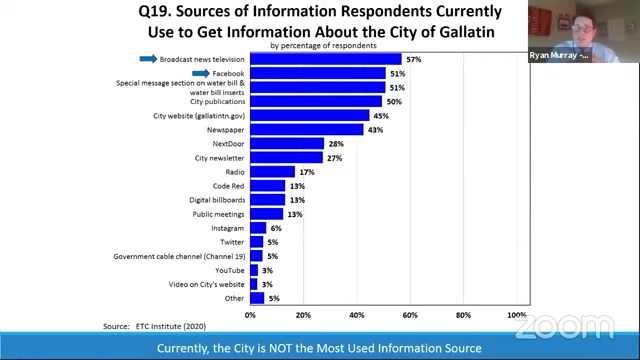 Q19. Sources of Information Respondents Currently
Use to Get Information About the City of Gallatin
by percentage of respondents
Ryan Murray -...
Broadcast news television 57%
Facebook 51%
Special message section on water bill &
water bill inserts 51%
City publications 50%
City website (gallatintn.gov) 45%
Newspaper 43%
NextDoor 28%
City newsletter 27%
Radio 17%
Code Red 13%
Digital billboards 13%
Public meetings 13%
Instagram 6%
Twitter 5%
Government cable channel (Channel 19) 5%
YouTube 3%
Video on City's website 3%
Other 5%
0% 20% 40% 60% 80% 100%
Source: ETC Institute (2020)
zoom
Currently, the City is NOT the Most Used Information Source